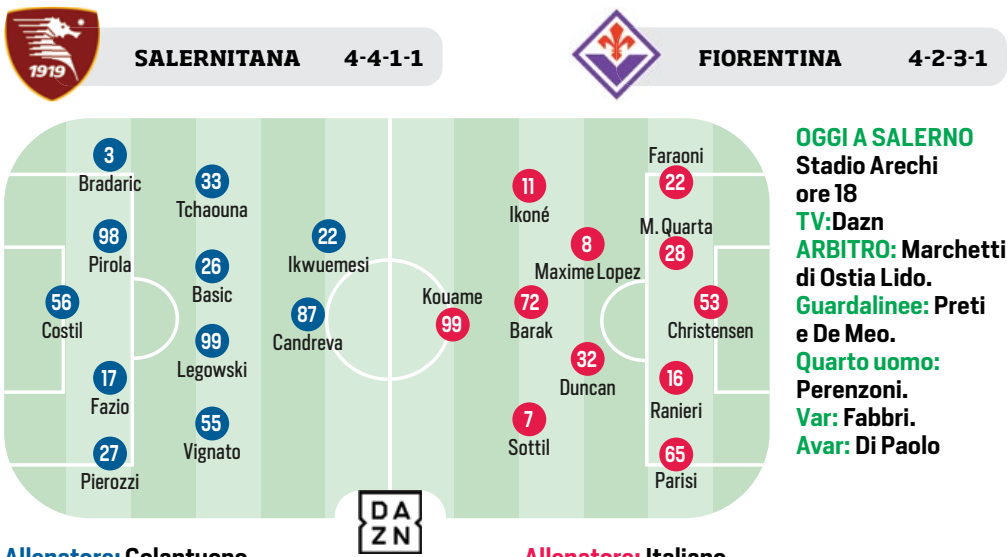 1919
SALERNITANA 4-4-1-1
FIORENTINA 4-2-3-1
3
Bradaric
98
Pirola
56
Costil
17
Fazio
27
Pierozzi
33
Tchaouna
26
Basic
99
Legowski
55
Vignato
22
Ikwuemesi
87
Candreva
Kouame
99
11
Ikoné
72
Barak
7
Sottil
8
Maxime Lopez
32
Duncan
Faraoni
22
M. Quarta
28
53
Christensen
16
Ranieri
65
Parisi
DA
ZN
OGGI A SALERNO
Stadio Arechi
ore 18
TV:Dazn
ARBITRO: Marchetti
di Ostia Lido.
Guardalinee: Preti
e De Meo.
Quarto uomo:
Perenzoni.
Var: Fabbri.
Avar: Di Paolo
Allenatore: Colantuono
Allenatore: Italiano